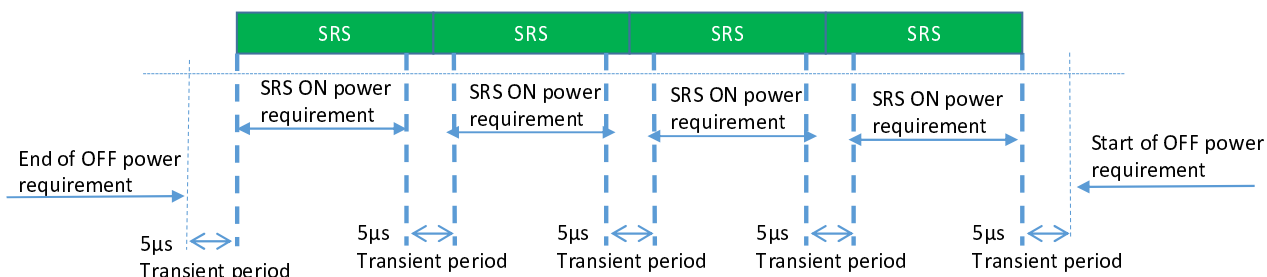 SRS
SRS
SRS
SRS
SRS ON power
requirement
SRS ON power
requirement
SRS ON power
requirement
SRS ON power
requirement
End of OFF power
requirement
Start of OFF power
requirement
5µs
Transient period
5µs
Transient period
5µs
Transient period
5µs
Transient period
5µs
Transient period